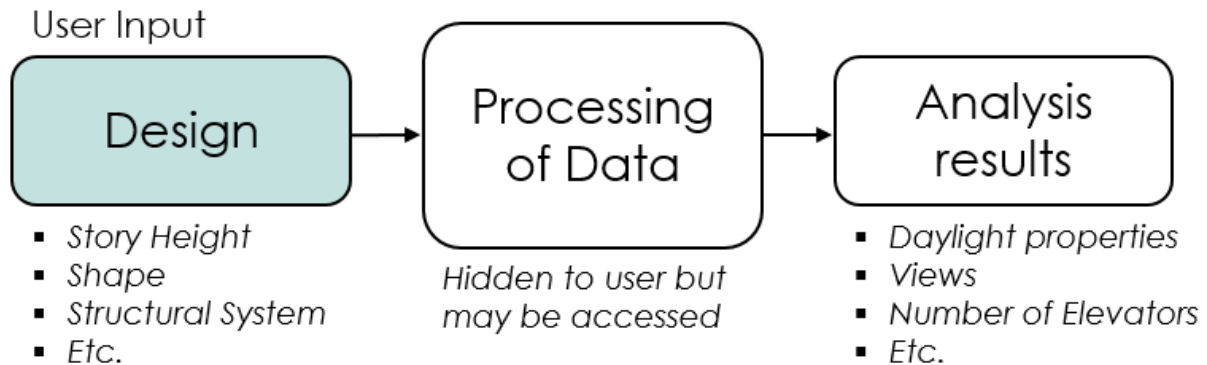 User Input
Design
▪ Story Height
▪ Shape
▪ Structural System
▪ Etc.
Processing
of Data
Hidden to user but
may be accessed
Analysis
results
▪ Daylight properties
▪ Views
▪ Number of Elevators
▪ Etc.